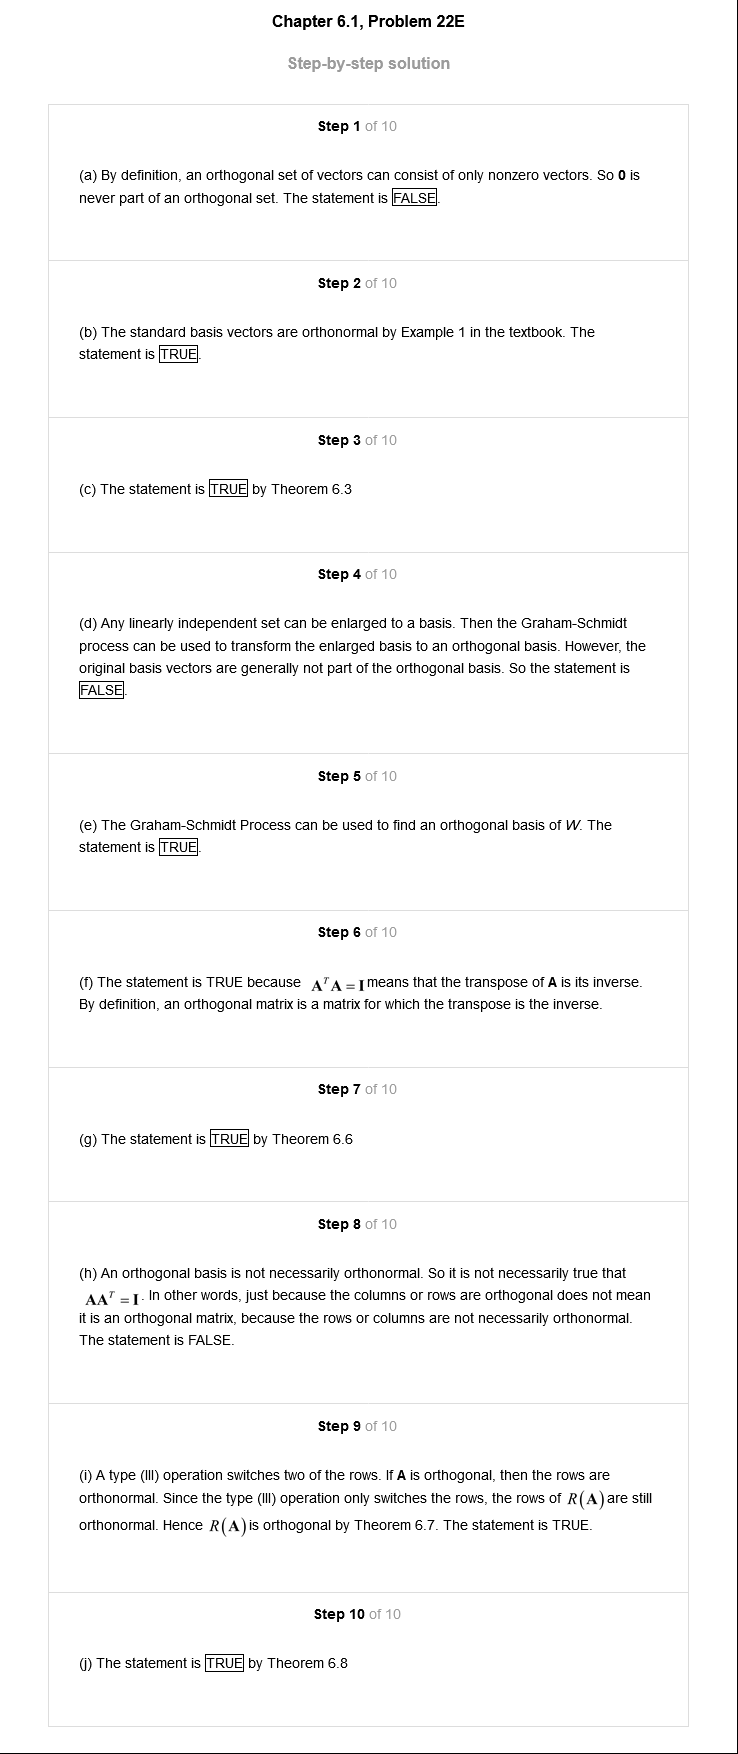 Chapter 6.1, Problem 22E
Step-by-step solution
Step 1 of 10
(a) By definition, an orthogonal set of vectors can consist of only nonzero vectors. So 0 is
never part of an orthogonal set. The statement is FALSE.
Step 2 of 10
(b) The standard basis vectors are orthonormal by Example 1 in the textbook. The
statement is TRUE.
Step 3 of 10
(c) The statement is TRUE by Theorem 6.3
Step 4 of 10
(d) Any linearly independent set can be enlarged to a basis. Then the Graham-Schmidt
process can be used to transform the enlarged basis to an orthogonal basis. However, the
original basis vectors are generally not part of the orthogonal basis. So the statement is
FALSE.
Step 5 of 10
(e) The Graham-Schmidt Process can be used to find an orthogonal basis of W. The
statement is TRUE.
Step 6 of 10
(f) The statement is TRUE because A^T A = I means that the transpose of A is its inverse.
By definition, an orthogonal matrix is a matrix for which the transpose is the inverse.
Step 7 of 10
(g) The statement is TRUE by Theorem 6.6
Step 8 of 10
(h) An orthogonal basis is not necessarily orthonormal. So it is not necessarily true that
AA^T = I. In other words, just because the columns or rows are orthogonal does not mean
it is an orthogonal matrix, because the rows or columns are not necessarily orthonormal.
The statement is FALSE.
Step 9 of 10
(i) A type (III) operation switches two of the rows. If A is orthogonal, then the rows are
orthonormal. Since the type (III) operation only switches the rows, the rows of R(A) are still
orthonormal. Hence R(A) is orthogonal by Theorem 6.7. The statement is TRUE.
Step 10 of 10
(j) The statement is TRUE by Theorem 6.8